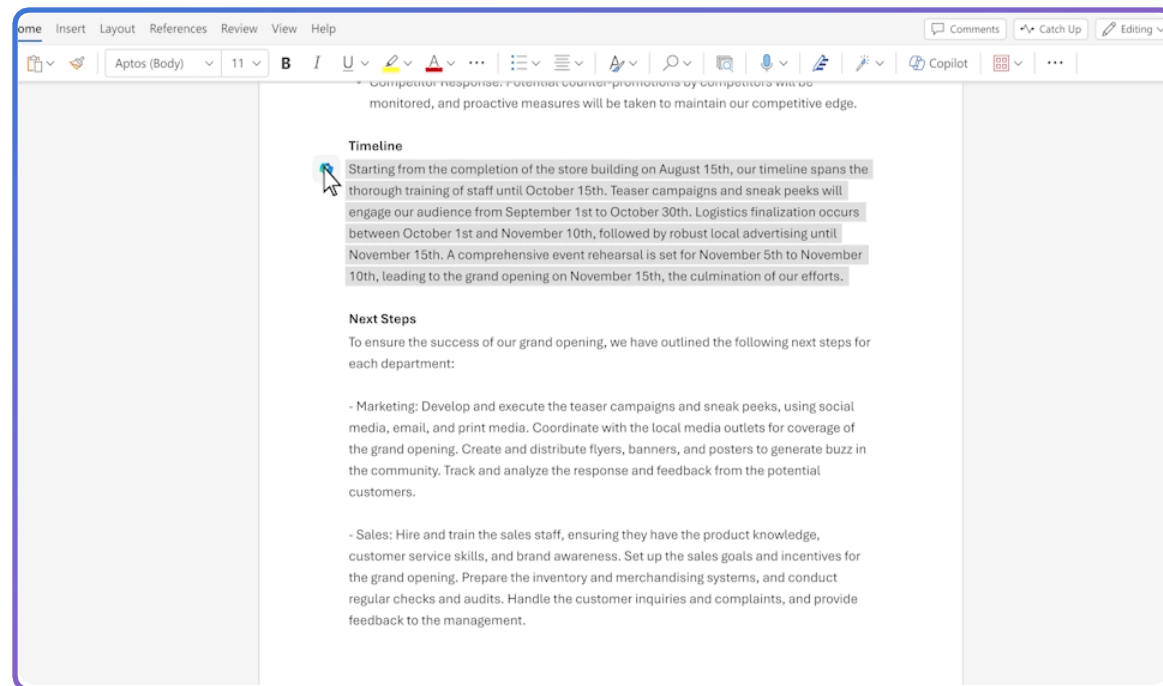 ome Insert Layout References Review View Help
Comments Catch Up Editing
Aptos (Body) 11 B I U A Copilot
Competitor Response: Potential counter-promotions by competitors will be
monitored, and proactive measures will be taken to maintain our competitive edge.
Timeline
Starting from the completion of the store building on August 15th, our timeline spans the
thorough training of staff until October 15th. Teaser campaigns and sneak peeks will
engage our audience from September 1st to October 30th. Logistics finalization occurs
between October 1st and November 10th, followed by robust local advertising until
November 15th. A comprehensive event rehearsal is set for November 5th to November
10th, leading to the grand opening on November 15th, the culmination of our efforts.
Next Steps
To ensure the success of our grand opening, we have outlined the following next steps for
each department:
- Marketing: Develop and execute the teaser campaigns and sneak peeks, using social
media, email, and print media. Coordinate with the local media outlets for coverage of
the grand opening. Create and distribute flyers, banners, and posters to generate buzz in
the community. Track and analyze the response and feedback from the potential
customers.
- Sales: Hire and train the sales staff, ensuring they have the product knowledge,
customer service skills, and brand awareness. Set up the sales goals and incentives for
the grand opening. Prepare the inventory and merchandising systems, and conduct
regular checks and audits. Handle the customer inquiries and complaints, and provide
feedback to the management.